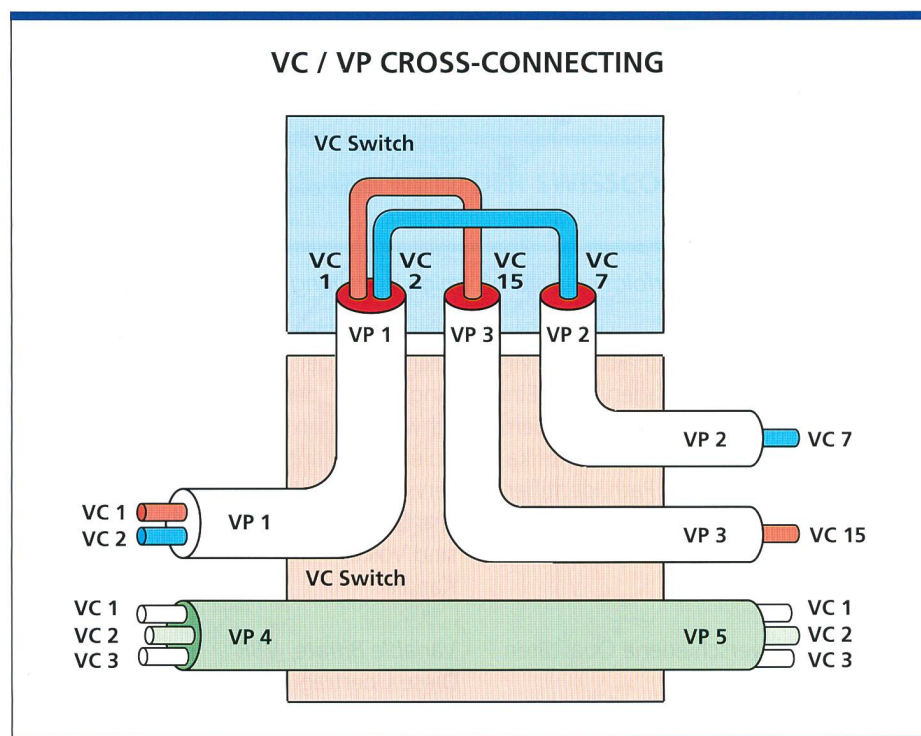 VC / VP CROSS-CONNECTING
VC Switch
VC
1
VC
2
VC
15
VC
7
VP 1
VP 3
VP 2
VP 2
VC 7
VC 1
VC 2
VP 1
VP 3
VC 15
VC Switch
VC 1
VC 2
VC 3
VP 4
VP 5
VC 1
VC 2
VC 3